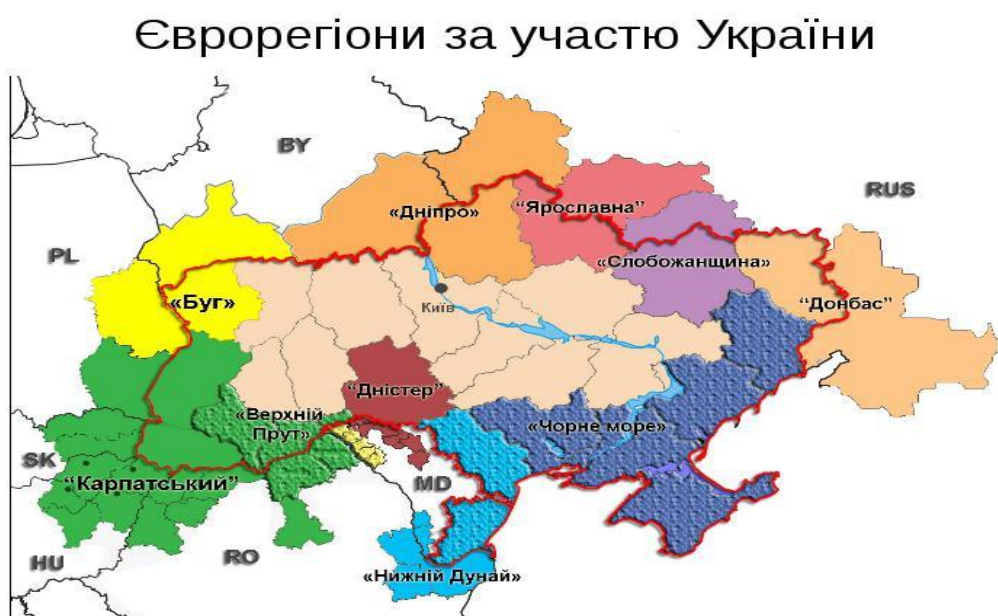 Єврорегіони за участю України
BY
RUS
«Дніпро»
“Ярославна”
PL
«Слобожанщина»
«Буг»
Київ
“Донбас”
“Дністер”
«Верхній
Прут»
«Чорне море»
SK
“Карпатський”
MD
HU
RO
«Нижній Дунай»